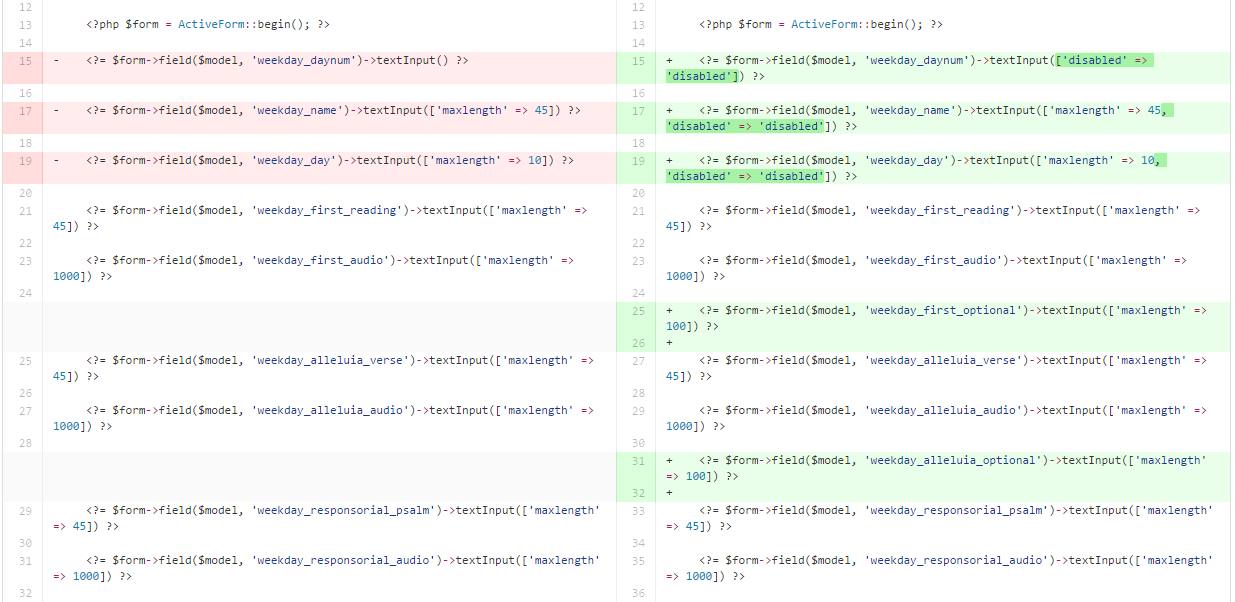 12
13 <?php $form = ActiveForm::begin(); ?>
14
15 - <?= $form->field($model, 'weekday_daynum')->textInput() ?>
16
17 - <?= $form->field($model, 'weekday_name')->textInput(['maxlength' => 45]) ?>
18
19 - <?= $form->field($model, 'weekday_day')->textInput(['maxlength' => 10]) ?>
20
21 <?= $form->field($model, 'weekday_first_reading')->textInput(['maxlength' =>
45]) ?>
22
23 <?= $form->field($model, 'weekday_first_audio')->textInput(['maxlength' =>
1000]) ?>
24
25 <?= $form->field($model, 'weekday_alleluia_verse')->textInput(['maxlength' =>
45]) ?>
26
27 <?= $form->field($model, 'weekday_alleluia_audio')->textInput(['maxlength' =>
1000]) ?>
28
29 <?= $form->field($model, 'weekday_responsorial_psalm')->textInput(['maxlength'
=> 45]) ?>
30
31 <?= $form->field($model, 'weekday_responsorial_audio')->textInput(['maxlength'
=> 1000]) ?>
32
12
13 <?php $form = ActiveForm::begin(); ?>
14
15 + <?= $form->field($model, 'weekday_daynum')->textInput(['disabled' =>
'disabled']) ?>
16
17 + <?= $form->field($model, 'weekday_name')->textInput(['maxlength' => 45,
'disabled' => 'disabled']) ?>
18
19 + <?= $form->field($model, 'weekday_day')->textInput(['maxlength' => 10,
'disabled' => 'disabled']) ?>
20
21 <?= $form->field($model, 'weekday_first_reading')->textInput(['maxlength' =>
45]) ?>
22
23 <?= $form->field($model, 'weekday_first_audio')->textInput(['maxlength' =>
1000]) ?>
24
25 + <?= $form->field($model, 'weekday_first_optional')->textInput(['maxlength' =>
100]) ?>
26 +
27 <?= $form->field($model, 'weekday_alleluia_verse')->textInput(['maxlength' =>
45]) ?>
28
29 <?= $form->field($model, 'weekday_alleluia_audio')->textInput(['maxlength' =>
1000]) ?>
30
31 + <?= $form->field($model, 'weekday_alleluia_optional')->textInput(['maxlength'
=> 100]) ?>
32 +
33 <?= $form->field($model, 'weekday_responsorial_psalm')->textInput(['maxlength'
=> 45]) ?>
34
35 <?= $form->field($model, 'weekday_responsorial_audio')->textInput(['maxlength'
=> 1000]) ?>
36